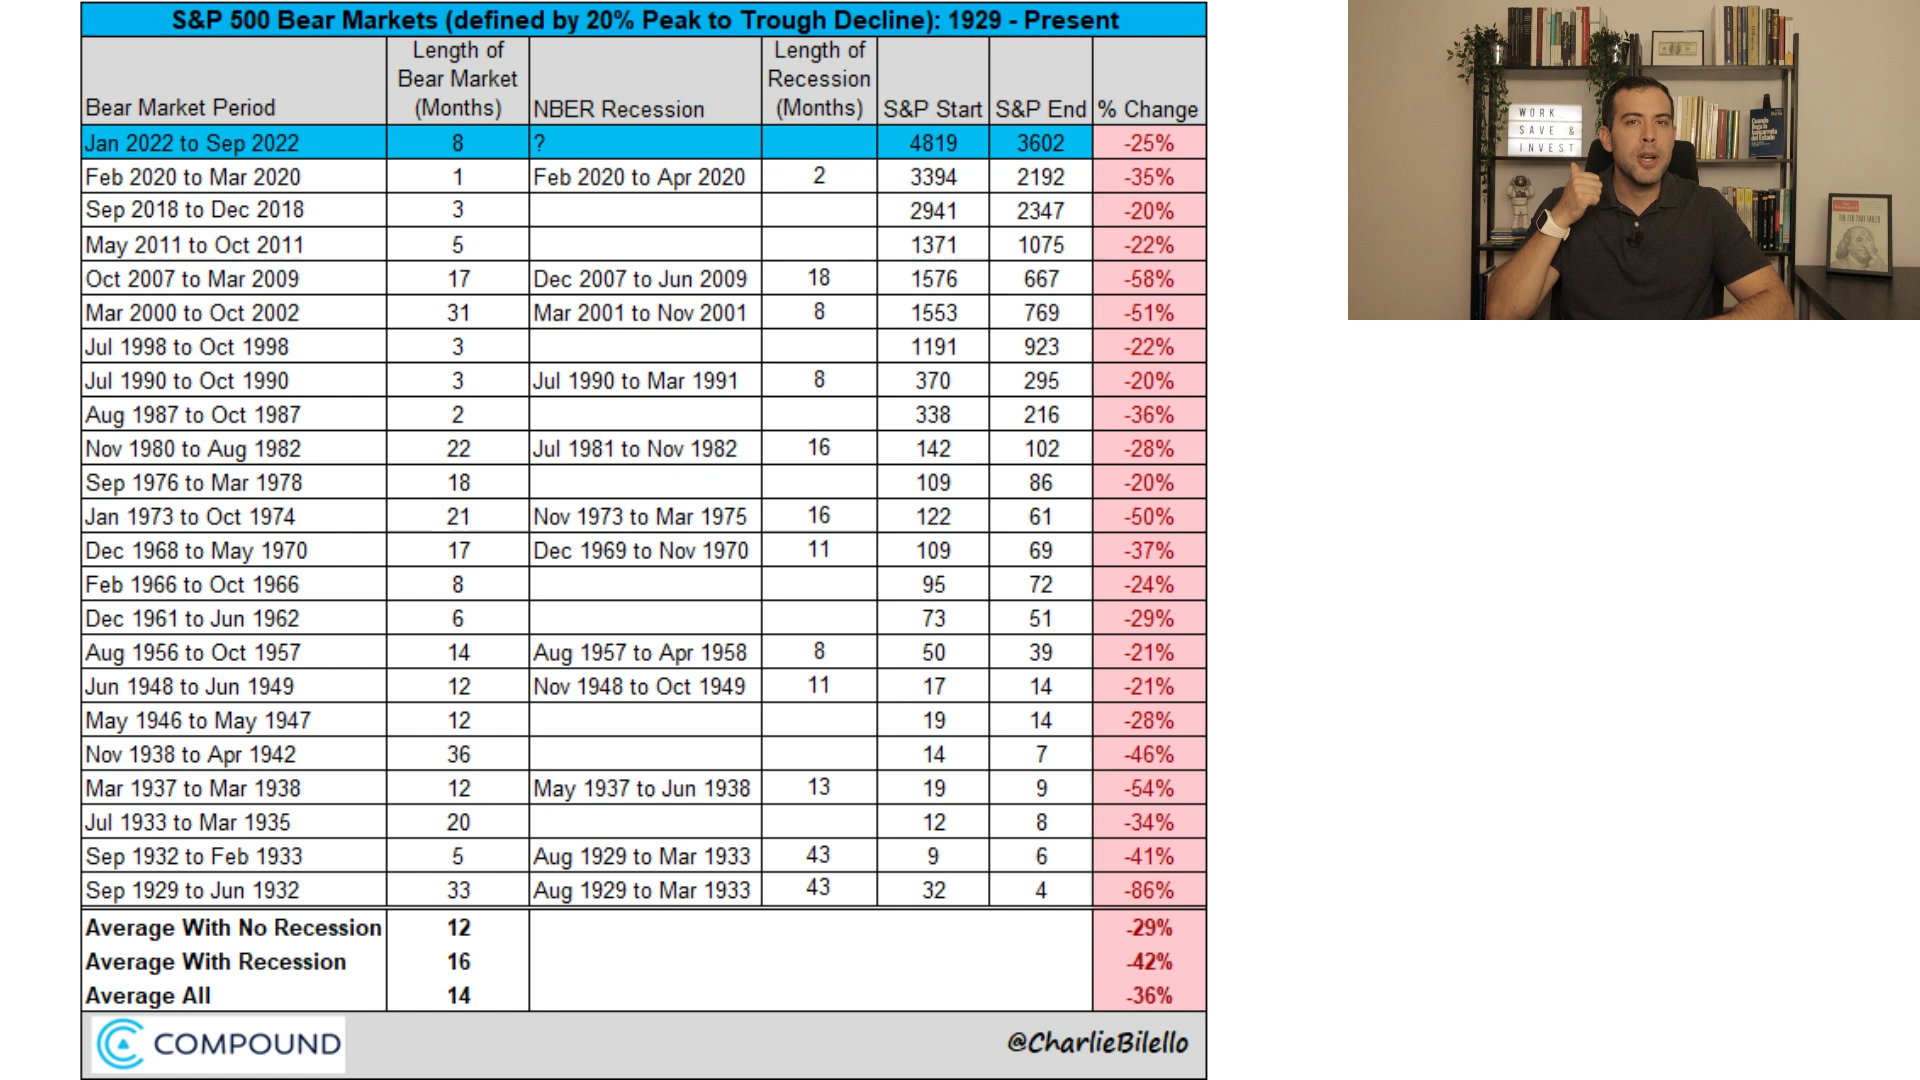 S&P 500 Bear Markets (defined by 20% Peak to Trough Decline): 1929 - Present
Bear Market Period Length of Bear Market (Months) NBER Recession Length of Recession (Months) S&P Start S&P End % Change
Jan 2022 to Sep 2022 8 ? 4819 3602 -25%
Feb 2020 to Mar 2020 1 Feb 2020 to Apr 2020 2 3394 2192 -35%
Sep 2018 to Dec 2018 3 2941 2347 -20%
May 2011 to Oct 2011 5 1371 1075 -22%
Oct 2007 to Mar 2009 17 Dec 2007 to Jun 2009 18 1576 667 -58%
Mar 2000 to Oct 2002 31 Mar 2001 to Nov 2001 8 1553 769 -51%
Jul 1998 to Oct 1998 3 1191 923 -22%
Jul 1990 to Oct 1990 3 Jul 1990 to Mar 1991 8 370 295 -20%
Aug 1987 to Oct 1987 2 338 216 -36%
Nov 1980 to Aug 1982 22 Jul 1981 to Nov 1982 16 142 102 -28%
Sep 1976 to Mar 1978 18 109 86 -20%
Jan 1973 to Oct 1974 21 Nov 1973 to Mar 1975 16 122 61 -50%
Dec 1968 to May 1970 17 Dec 1969 to Nov 1970 11 109 69 -37%
Feb 1966 to Oct 1966 8 95 72 -24%
Dec 1961 to Jun 1962 6 73 51 -29%
Aug 1956 to Oct 1957 14 Aug 1957 to Apr 1958 8 50 39 -21%
Jun 1948 to Jun 1949 12 Nov 1948 to Oct 1949 11 17 14 -21%
May 1946 to May 1947 12 19 14 -28%
Nov 1938 to Apr 1942 36 14 7 -46%
Mar 1937 to Mar 1938 12 May 1937 to Jun 1938 13 19 9 -54%
Jul 1933 to Mar 1935 20 12 8 -34%
Sep 1932 to Feb 1933 5 Aug 1929 to Mar 1933 43 9 6 -41%
Sep 1929 to Jun 1932 33 Aug 1929 to Mar 1933 43 32 4 -86%
Average With No Recession 12 -29%
Average With Recession 16 -42%
Average All 14 -36%
COMPOUND
@CharlieBilello
WORK
SAVE &
INVEST
THE FED THAT FAILED